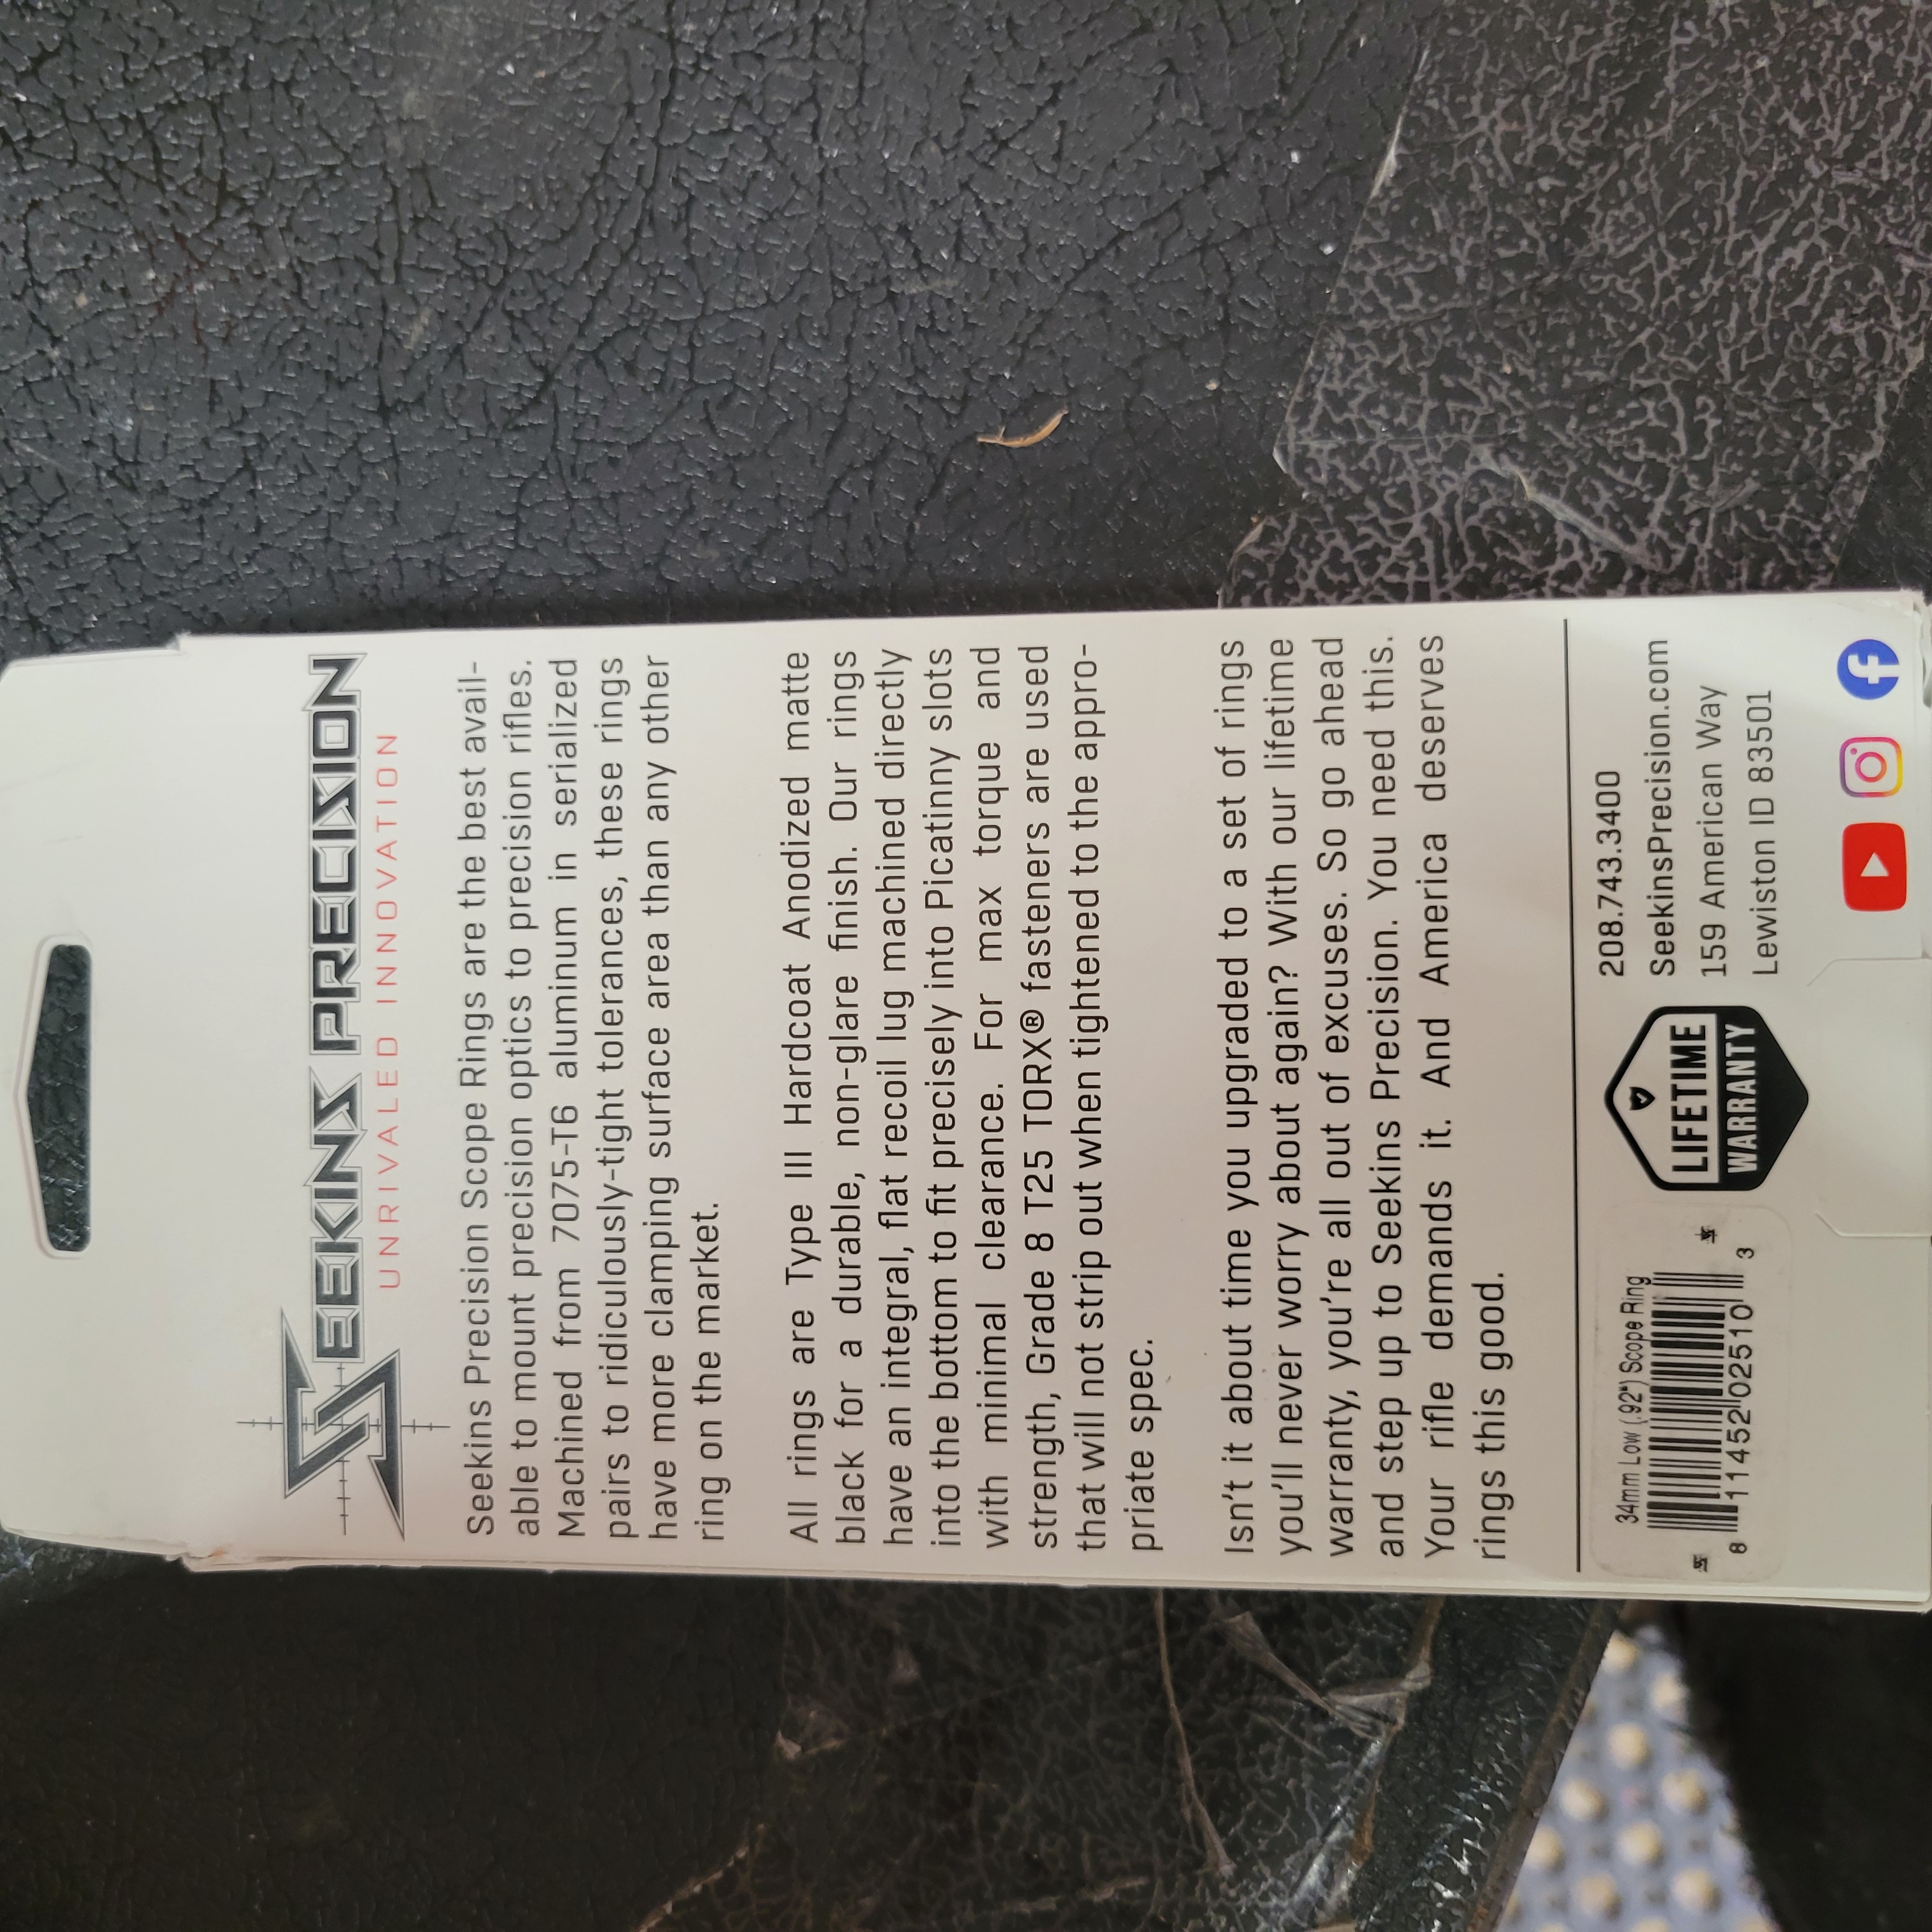 SEEKINS PRECISION
UNRIVALED INNOVATION
Seekins Precision Scope Rings are the best avail-
able to mount precision optics to precision rifles.
Machined from 7075-T6 aluminum in serialized
pairs to ridiculously-tight tolerances, these rings
have more clamping surface area than any other
ring on the market.
All rings are Type III Hardcoat Anodized matte
black for a durable, non-glare finish. Our rings
have an integral, flat recoil lug machined directly
into the bottom to fit precisely into Picatinny slots
with minimal clearance. For max torque and
strength, Grade 8 T25 TORX® fasteners are used
that will not strip out when tightened to the appro-
priate spec.
Isn't it about time you upgraded to a set of rings
you'll never worry about again? With our lifetime
warranty, you're all out of excuses. So go ahead
and step up to Seekins Precision. You need this.
Your rifle demands it. And America deserves
rings this good.
34mm Low (.92") Scope Ring
8 11452 02510 3
LIFETIME
WARRANTY
208.743.3400
SeekinsPrecision.com
159 American Way
Lewiston ID 83501